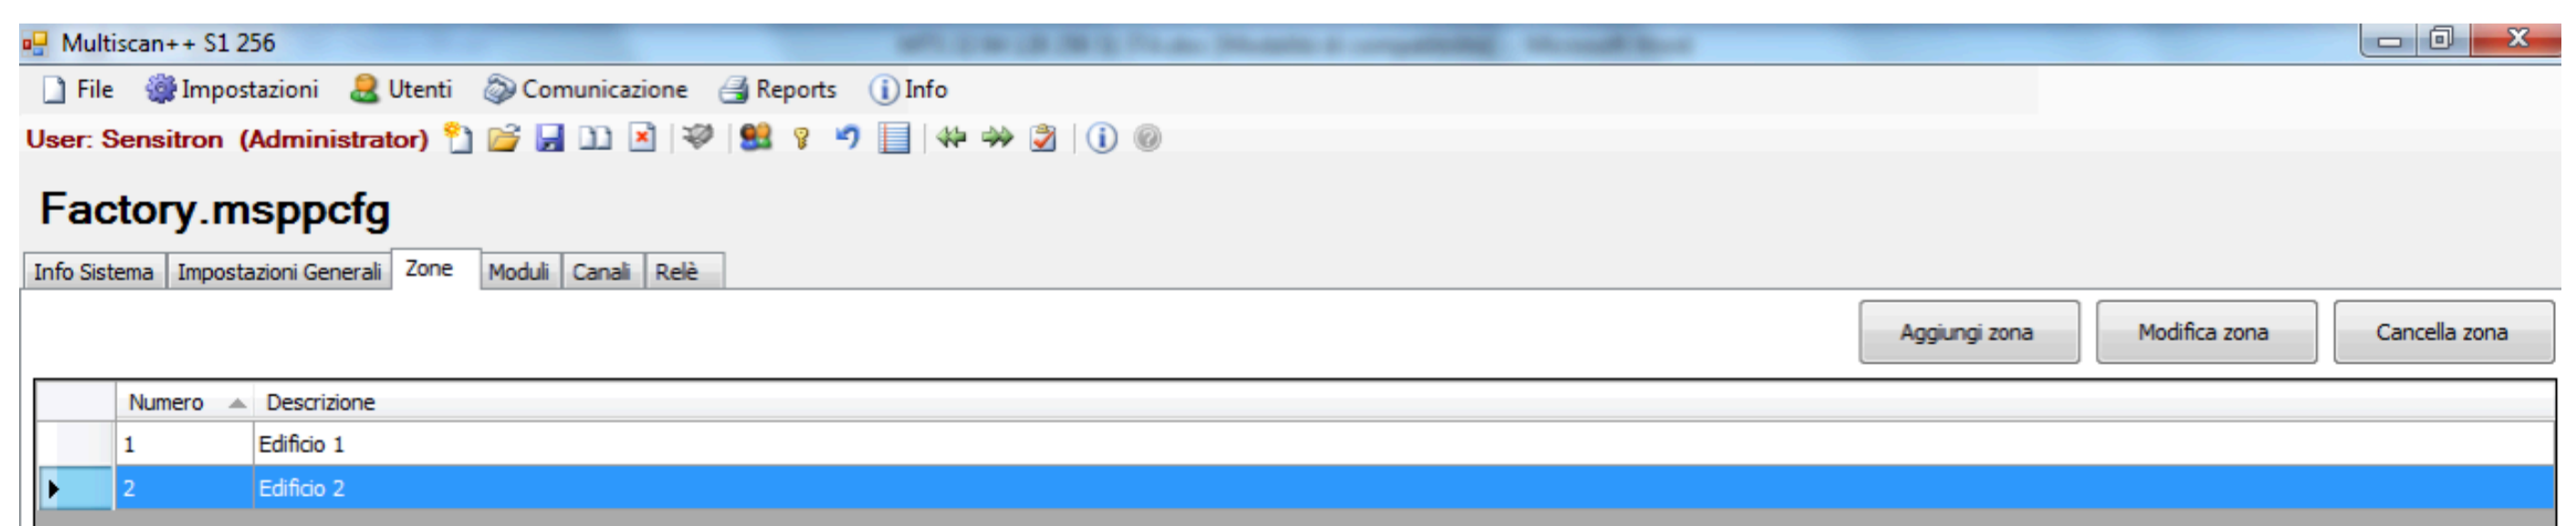 Multiscan++ S1 256
File Impostazioni Utenti Comunicazione Reports Info
User: Sensitron (Administrator)
Factory.msppcfg
Info Sistema Impostazioni Generali Zone Moduli Canali Relè
Aggiungi zona Modifica zona Cancella zona
Numero Descrizione
1 Edificio 1
2 Edificio 2